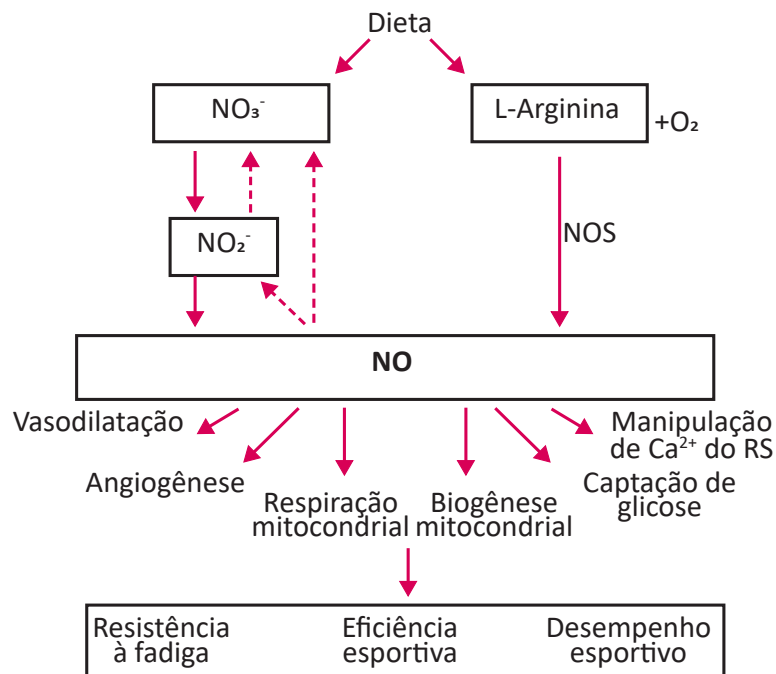 Dieta
NO₃⁻
L-Arginina
+O₂
NO₂⁻
NOS
NO
Vasodilatação
Manipulação
de Ca²⁺ do RS
Angiogênese
Captação de
glicose
Respiração
mitocondrial
Biogênese
mitocondrial
Resistência
à fadiga
Eficiência
esportiva
Desempenho
esportivo